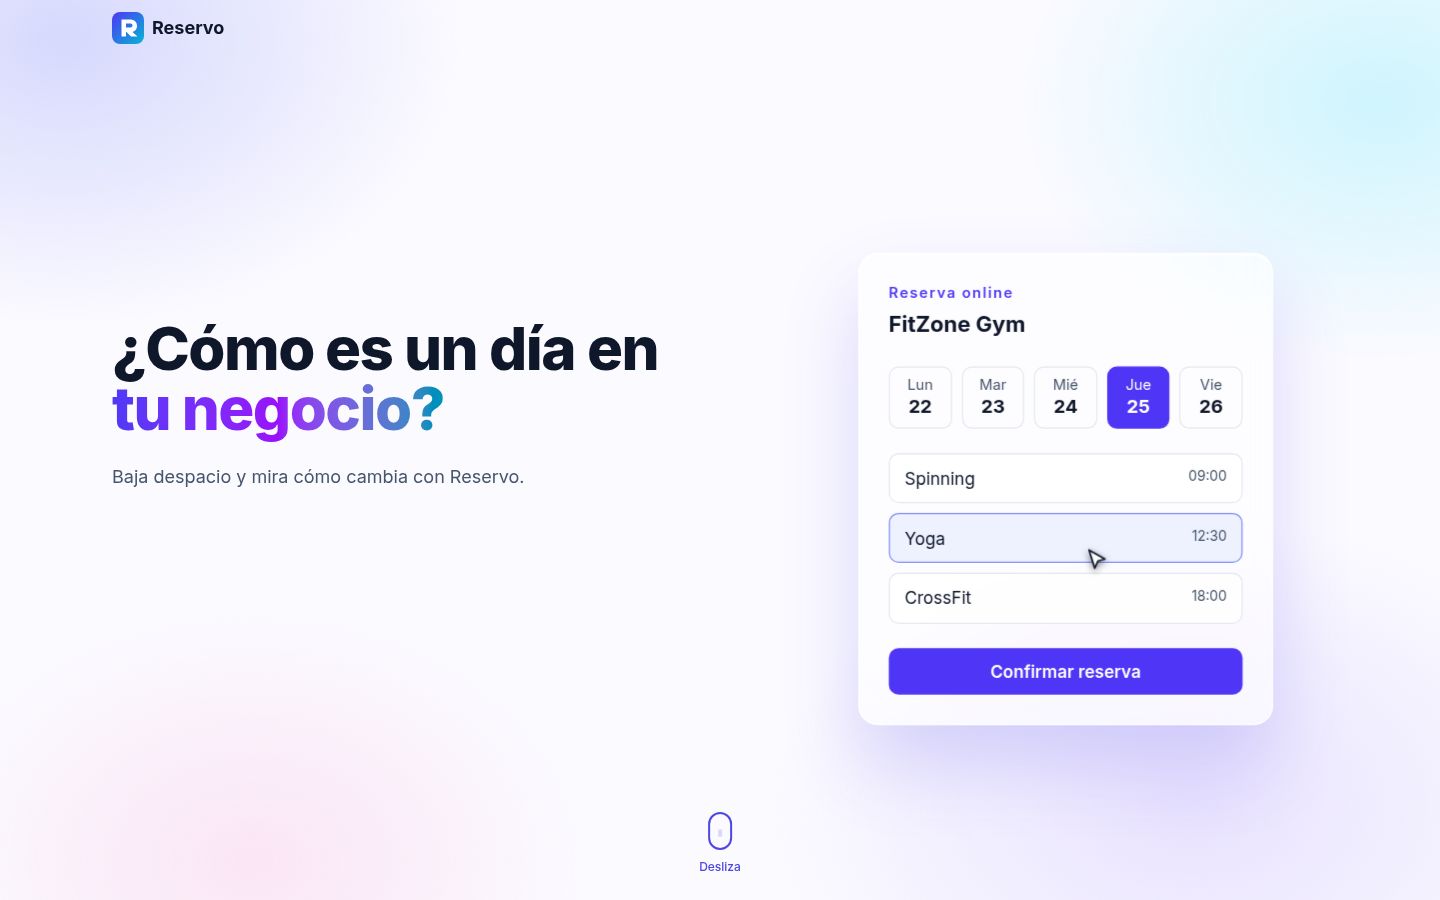 Reservo
¿Cómo es un día en
tu negocio?
Baja despacio y mira cómo cambia con Reservo.
Reserva online
FitZone Gym
Lun Mar Mié Jue Vie
22 23 24 25 26
Spinning 09:00
Yoga 12:30
CrossFit 18:00
Confirmar reserva
Desliza